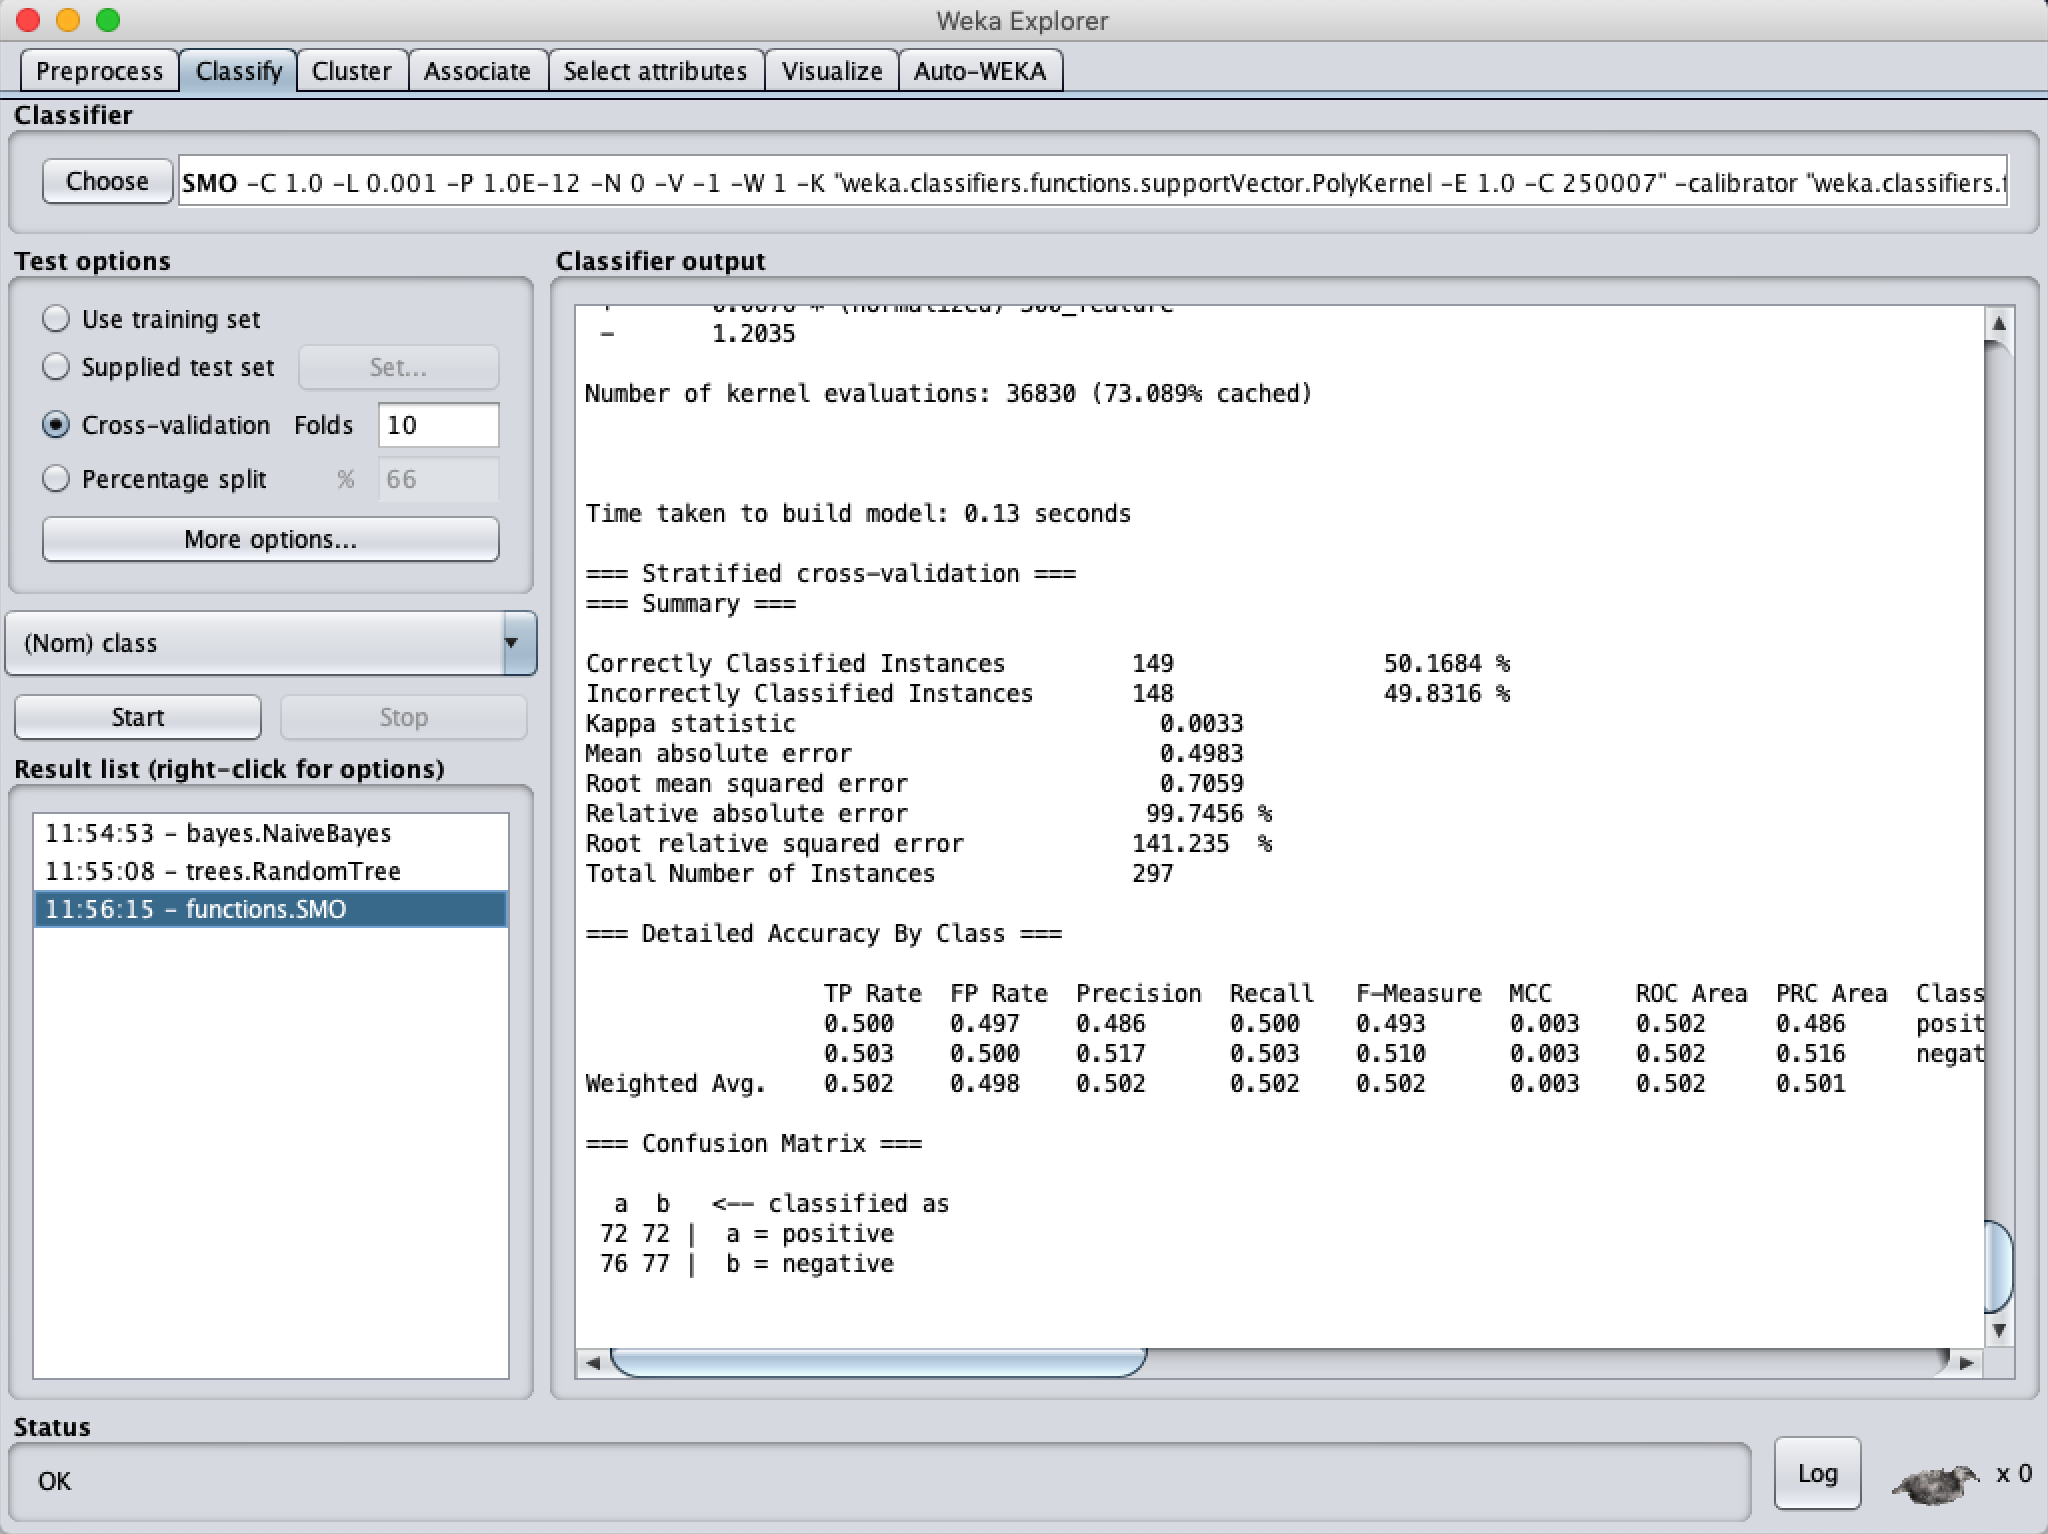 Weka Explorer
Preprocess Classify Cluster Associate Select attributes Visualize Auto-WEKA
Classifier
Choose SMO -C 1.0 -L 0.001 -P 1.0E-12 -N 0 -V -1 -W 1 -K "weka.classifiers.functions.supportVector.PolyKernel -E 1.0 -C 250007" -calibrator "weka.classifiers.
Test options
Use training set
Supplied test set Set...
Cross-validation Folds 10
Percentage split % 66
More options...
(Nom) class
Start Stop
Result list (right-click for options)
11:54:53 - bayes.NaiveBayes
11:55:08 - trees.RandomTree
11:56:15 - functions.SMO
Classifier output
(normalized)
- 1.2035
Number of kernel evaluations: 36830 (73.089% cached)
Time taken to build model: 0.13 seconds
=== Stratified cross-validation ===
=== Summary ===
Correctly Classified Instances 149 50.1684 %
Incorrectly Classified Instances 148 49.8316 %
Kappa statistic 0.0033
Mean absolute error 0.4983
Root mean squared error 0.7059
Relative absolute error 99.7456 %
Root relative squared error 141.235 %
Total Number of Instances 297
=== Detailed Accuracy By Class ===
TP Rate FP Rate Precision Recall F-Measure MCC ROC Area PRC Area Class
0.500 0.497 0.486 0.500 0.493 0.003 0.502 0.486 posit
0.503 0.500 0.517 0.503 0.510 0.003 0.502 0.516 negat
Weighted Avg. 0.502 0.498 0.502 0.502 0.502 0.003 0.502 0.501
=== Confusion Matrix ===
a b <-- classified as
72 72 | a = positive
76 77 | b = negative
Status
OK
Log x 0